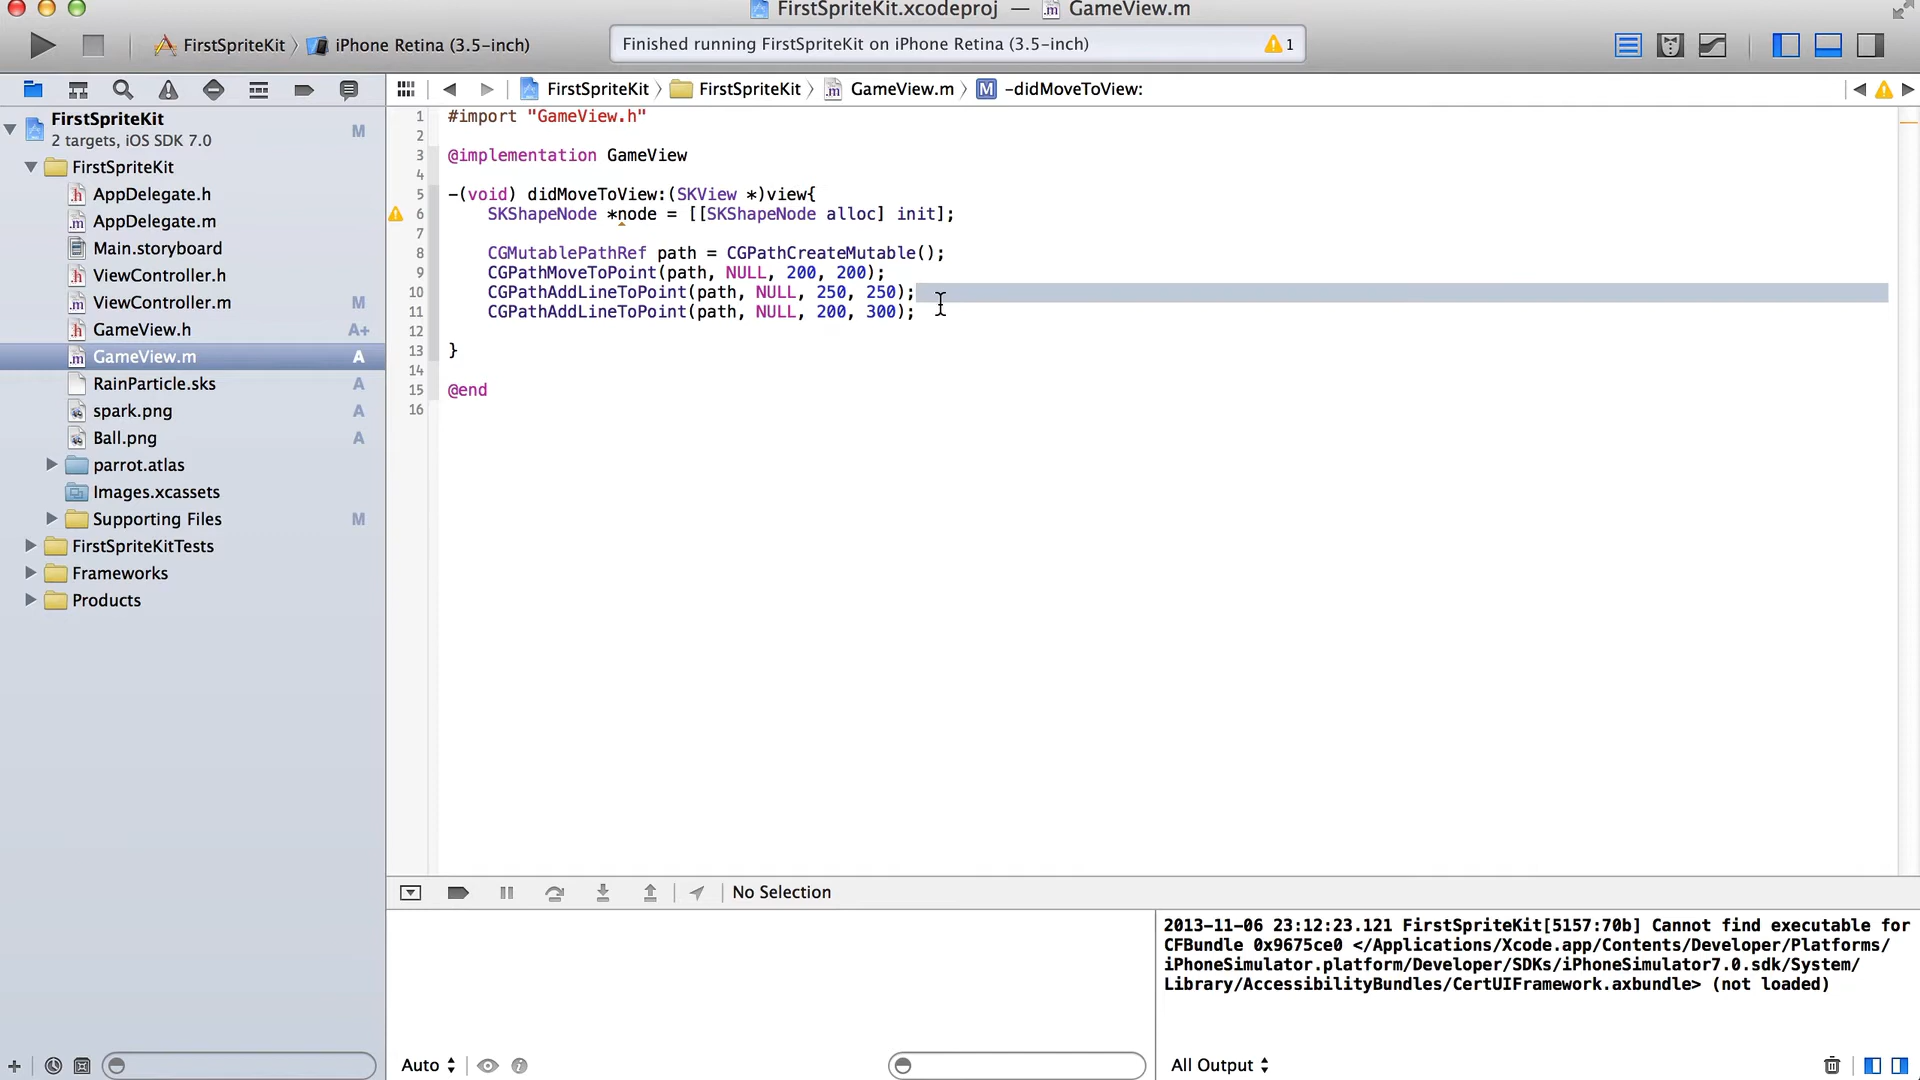 FirstSpriteKit.xcodeproj — GameView.m
FirstSpriteKit 〉 iPhone Retina (3.5-inch)
Finished running FirstSpriteKit on iPhone Retina (3.5-inch)
1
FirstSpriteKit 〉 FirstSpriteKit 〉 GameView.m 〉 M -didMoveToView:
FirstSpriteKit M
2 targets, iOS SDK 7.0
FirstSpriteKit
AppDelegate.h
AppDelegate.m
Main.storyboard
ViewController.h
ViewController.m M
GameView.h A+
GameView.m A
RainParticle.sks A
spark.png A
Ball.png A
parrot.atlas
Images.xcassets
Supporting Files M
FirstSpriteKitTests
Frameworks
Products
1 #import "GameView.h"
2
3 @implementation GameView
4
5 -(void) didMoveToView:(SKView *)view{
6 SKShapeNode *node = [[SKShapeNode alloc] init];
7
8 CGMutablePathRef path = CGPathCreateMutable();
9 CGPathMoveToPoint(path, NULL, 200, 200);
10 CGPathAddLineToPoint(path, NULL, 250, 250);
11 CGPathAddLineToPoint(path, NULL, 200, 300);
12
13 }
14
15 @end
16
No Selection
2013-11-06 23:12:23.121 FirstSpriteKit[5157:70b] Cannot find executable for
CFBundle 0x9675ce0 </Applications/Xcode.app/Contents/Developer/Platforms/
iPhoneSimulator.platform/Developer/SDKs/iPhoneSimulator7.0.sdk/System/
Library/AccessibilityBundles/CertUIFramework.axbundle> (not loaded)
Auto
All Output